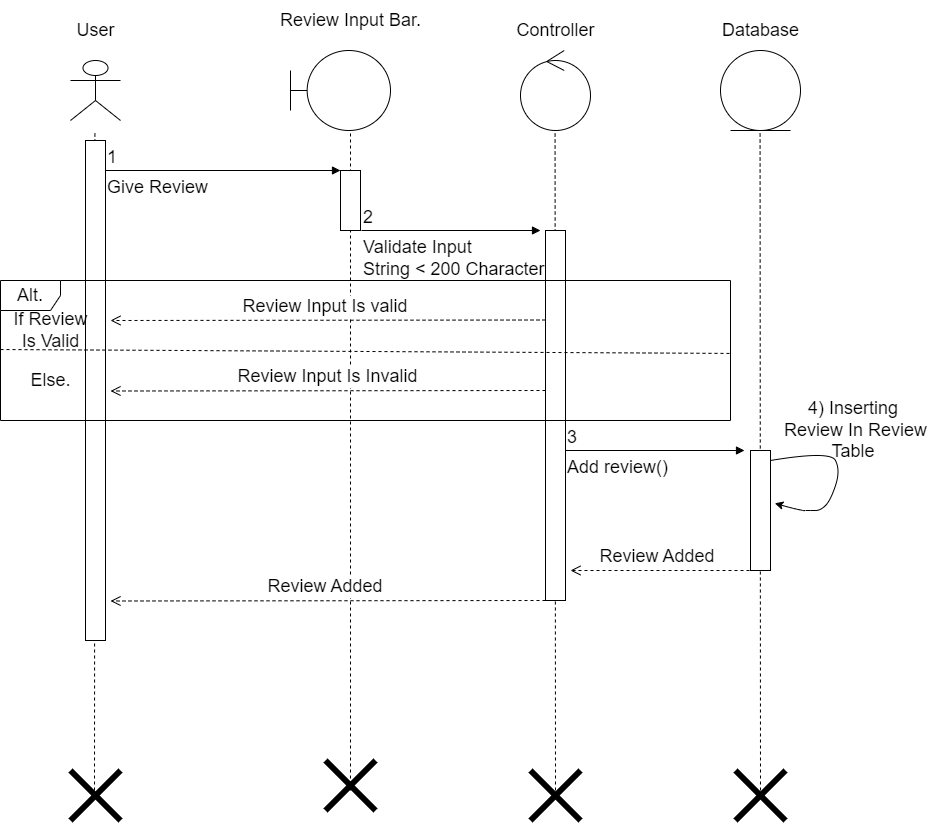 User
Review Input Bar.
Controller
Database
1
Give Review
2
Validate Input
String < 200 Character
Alt.
Review Input Is valid
If Review
Is Valid
Review Input Is Invalid
Else.
4) Inserting
Review In Review
Table
3
Add review()
Review Added
Review Added